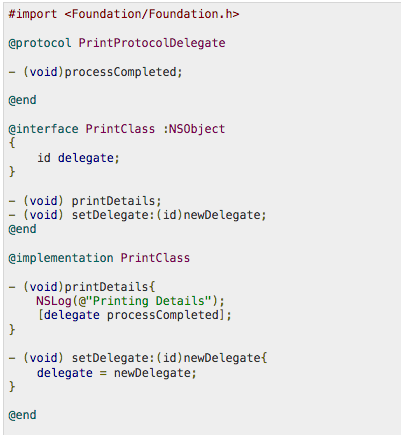 #import <Foundation/Foundation.h>
@protocol PrintProtocolDelegate
- (void)processCompleted;
@end
@interface PrintClass :NSObject
{
    id delegate;
}
- (void) printDetails;
- (void) setDelegate:(id)newDelegate;
@end
@implementation PrintClass
- (void)printDetails{
    NSLog(@"Printing Details");
    [delegate processCompleted];
}
- (void) setDelegate:(id)newDelegate{
    delegate = newDelegate;
}
@end